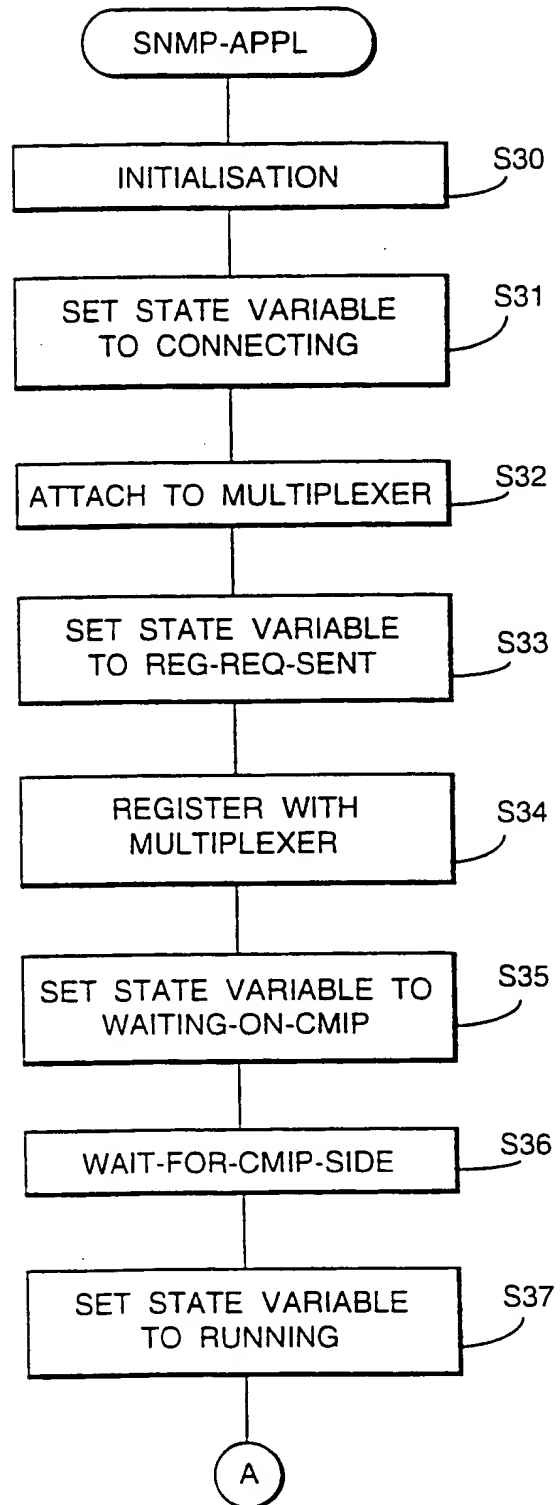 SNMP-APPL
INITIALISATION
S30
SET STATE VARIABLE
TO CONNECTING
S31
ATTACH TO MULTIPLEXER
S32
SET STATE VARIABLE
TO REG-REQ-SENT
S33
REGISTER WITH
MULTIPLEXER
S34
SET STATE VARIABLE TO
WAITING-ON-CMIP
S35
WAIT-FOR-CMIP-SIDE
S36
SET STATE VARIABLE
TO RUNNING
S37
A